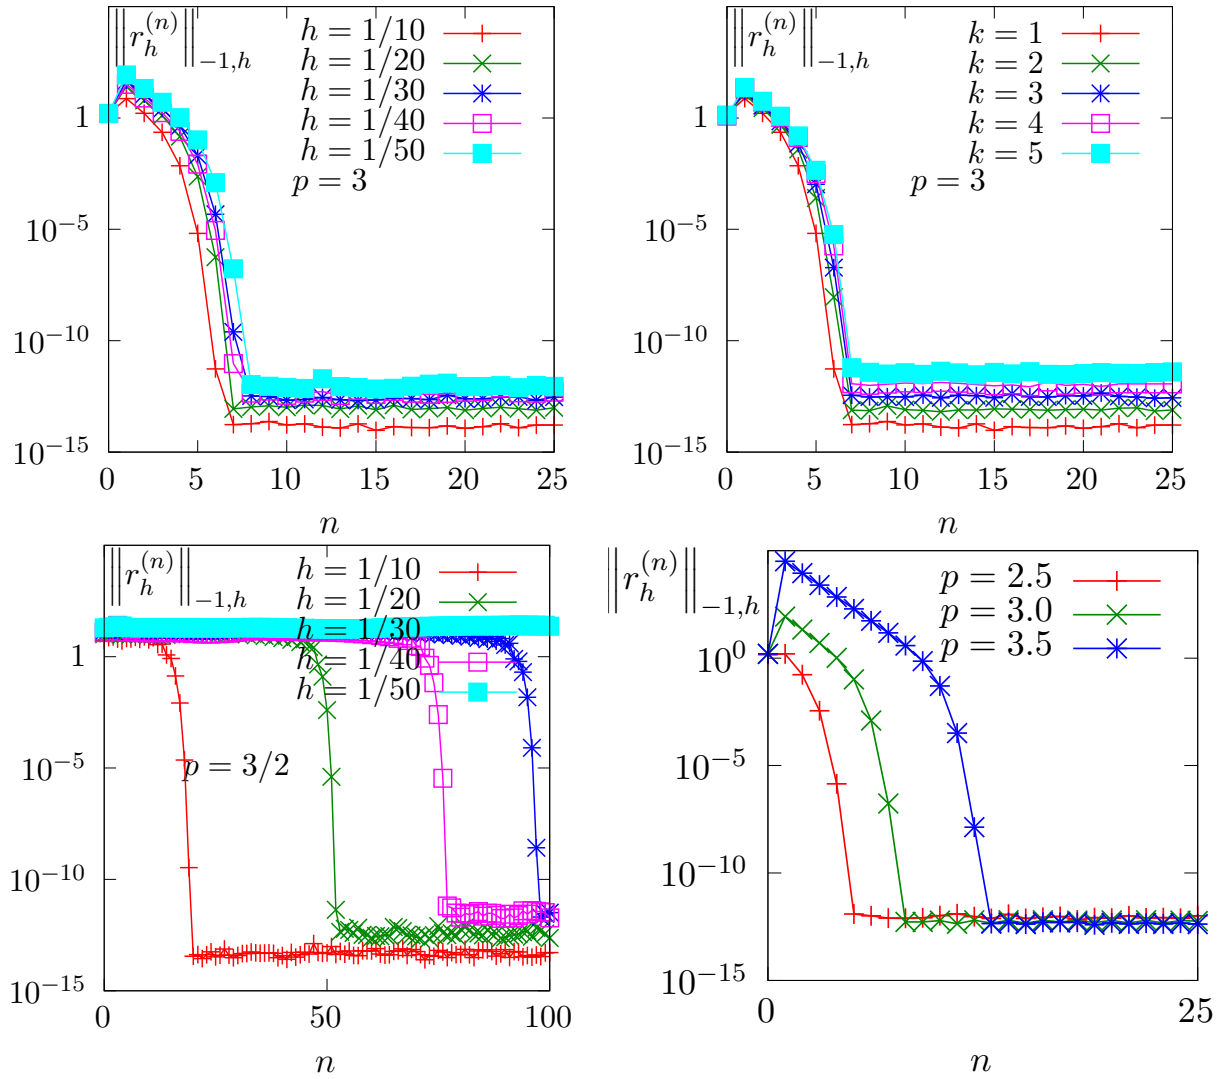 ‖r_h^{(n)}‖_{−1,h}
h = 1/10
h = 1/20
h = 1/30
h = 1/40
h = 1/50
p = 3
1
10^{−5}
10^{−10}
10^{−15}
0 5 10 15 20 25
n
‖r_h^{(n)}‖_{−1,h}
k = 1
k = 2
k = 3
k = 4
k = 5
p = 3
1
10^{−5}
10^{−10}
10^{−15}
0 5 10 15 20 25
n
‖r_h^{(n)}‖_{−1,h}
h = 1/10
h = 1/20
h = 1/30
h = 1/40
h = 1/50
p = 3/2
1
10^{−5}
10^{−10}
10^{−15}
0 50 100
n
‖r_h^{(n)}‖_{−1,h}
p = 2.5
p = 3.0
p = 3.5
10^{0}
10^{−5}
10^{−10}
10^{−15}
0 25
n